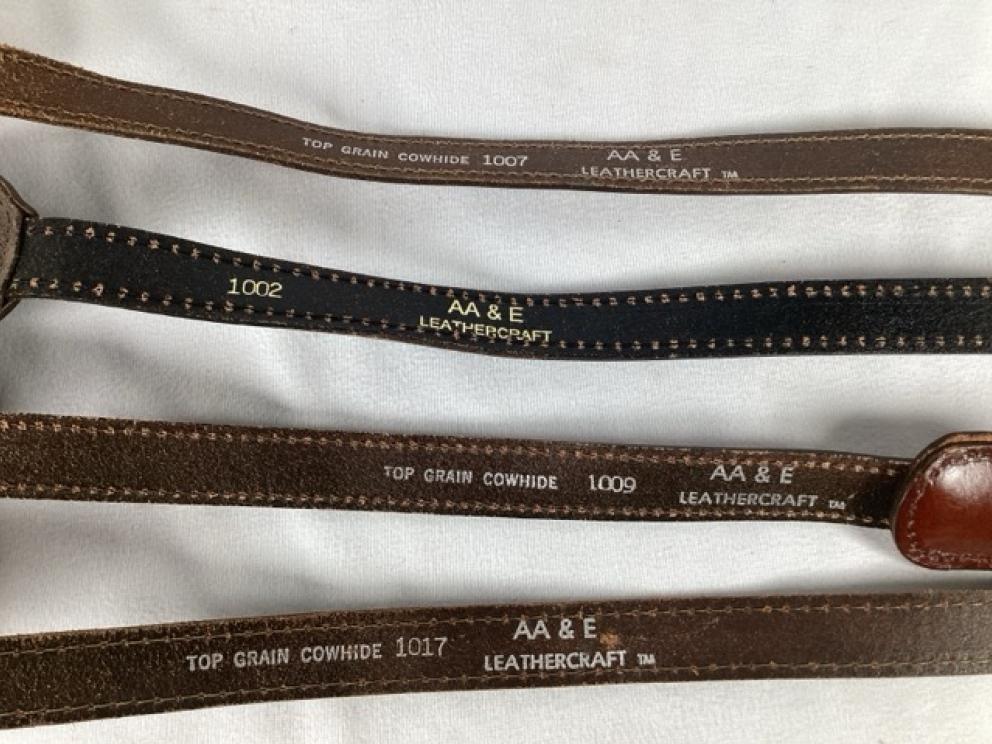 TOP GRAIN COWHIDE 1007 AA & E
LEATHERCRAFT TM
1002
AA & E
LEATHERCRAFT
TOP GRAIN COWHIDE 1009 AA & E
LEATHERCRAFT TM
TOP GRAIN COWHIDE 1017 AA & E
LEATHERCRAFT TM